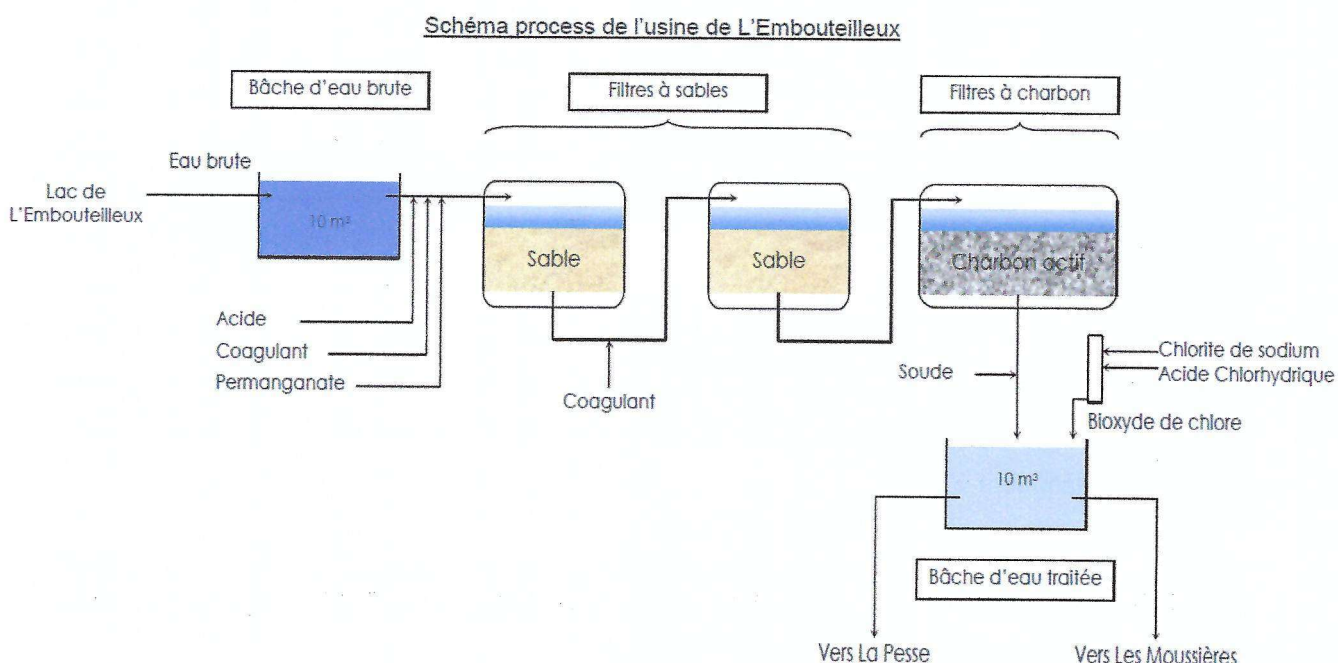 Schéma process de l'usine de L'Embouteilleux
Bâche d'eau brute
Filtres à sables
Filtres à charbon
Eau brute
Lac de
L'Embouteilleux
10 m³
Sable
Sable
Charbon actif
Acide
Coagulant
Permanganate
Coagulant
Soude
Chlorite de sodium
Acide Chlorhydrique
Bioxyde de chlore
10 m³
Bâche d'eau traitée
Vers La Pesse
Vers Les Moussières